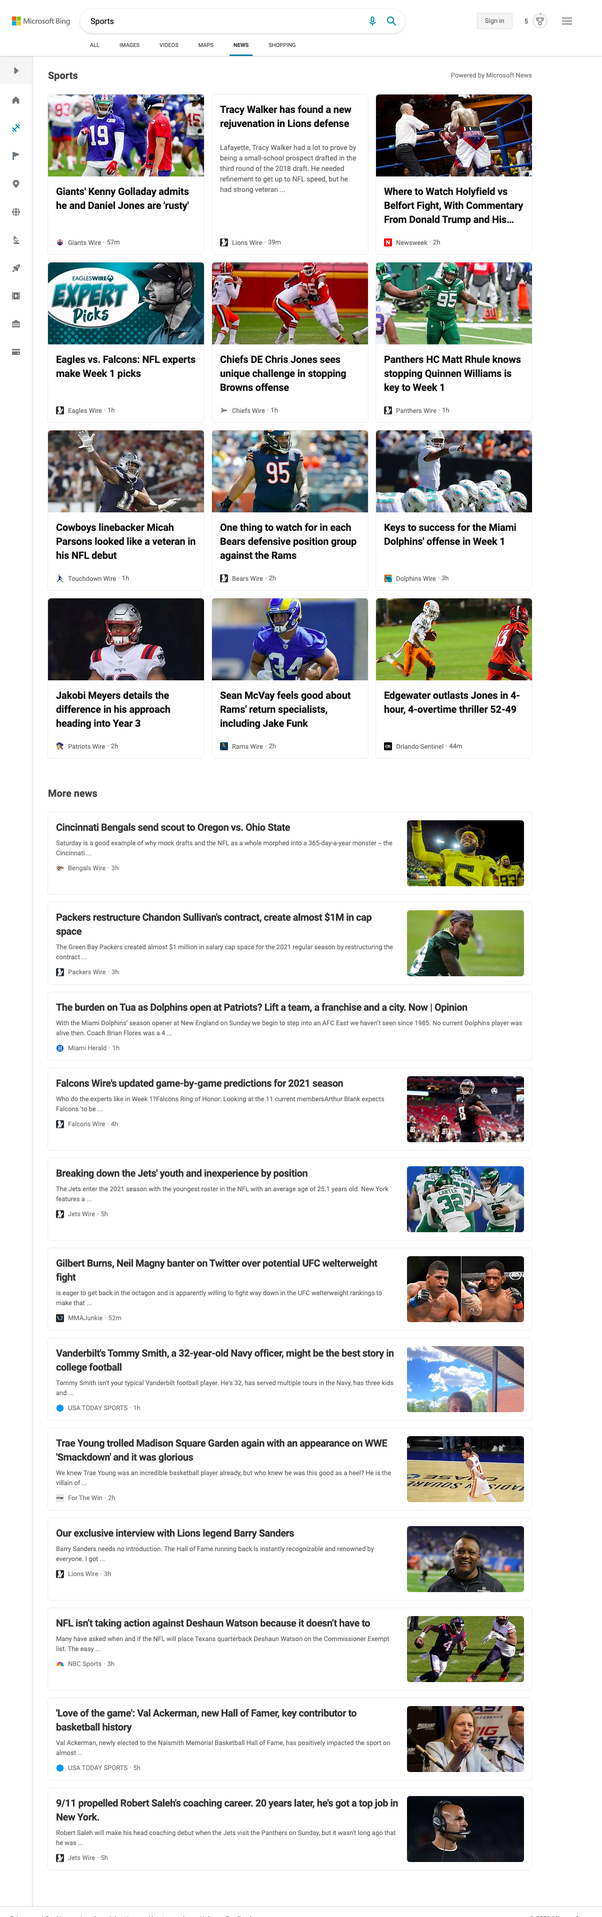 Microsoft Bing
Sports
Sign in
5
ALL IMAGES VIDEOS MAPS NEWS SHOPPING
Sports
Powered by Microsoft News
Giants' Kenny Golladay admits
he and Daniel Jones are 'rusty'
Giants Wire · 57m
Tracy Walker has found a new
rejuvenation in Lions defense
Lafayette, Tracy Walker had a lot to prove by
being a small-school prospect drafted in the
third round of the 2018 draft. He needed
refinement to get up to NFL speed, but he
had strong veteran ...
Lions Wire · 39m
Where to Watch Holyfield vs
Belfort Fight, With Commentary
From Donald Trump and His...
Newsweek · 2h
EAGLESWIRE
EXPERT
Picks
Eagles vs. Falcons: NFL experts
make Week 1 picks
Eagles Wire · 1h
Chiefs DE Chris Jones sees
unique challenge in stopping
Browns offense
Chiefs Wire · 1h
95
Panthers HC Matt Rhule knows
stopping Quinnen Williams is
key to Week 1
Panthers Wire · 1h
Cowboys linebacker Micah
Parsons looked like a veteran in
his NFL debut
Touchdown Wire · 1h
95
One thing to watch for in each
Bears defensive position group
against the Rams
Bears Wire · 2h
Keys to success for the Miami
Dolphins' offense in Week 1
Dolphins Wire · 3h
Jakobi Meyers details the
difference in his approach
heading into Year 3
Patriots Wire · 2h
34
Sean McVay feels good about
Rams' return specialists,
including Jake Funk
Rams Wire · 2h
Edgewater outlasts Jones in 4-
hour, 4-overtime thriller 52-49
Orlando Sentinel · 44m
More news
Cincinnati Bengals send scout to Oregon vs. Ohio State
Saturday is a good example of why mock drafts and the NFL as a whole morphed into a 365-day-a-year monster – the
Cincinnati ...
Bengals Wire · 3h
5
Packers restructure Chandon Sullivan's contract, create almost $1M in cap
space
The Green Bay Packers created almost $1 million in salary cap space for the 2021 regular season by restructuring the
contract ...
Packers Wire · 3h
The burden on Tua as Dolphins open at Patriots? Lift a team, a franchise and a city. Now | Opinion
With the Miami Dolphins' season opener at New England on Sunday we begin to step into an AFC East we haven't seen since 1985. No current Dolphins player was
alive then. Coach Brian Flores was a 4 ...
Miami Herald · 1h
Falcons Wire's updated game-by-game predictions for 2021 season
Who do the experts like in Week 1?Falcons Ring of Honor: Looking at the 11 current membersArthur Blank expects
Falcons 'to be ...
Falcons Wire · 4h
Breaking down the Jets' youth and inexperience by position
The Jets enter the 2021 season with the youngest roster in the NFL with an average age of 25.1 years old. New York
features a ...
Jets Wire · 5h
32
Gilbert Burns, Neil Magny banter on Twitter over potential UFC welterweight
fight
is eager to get back in the octagon and is apparently willing to fight way down in the UFC welterweight rankings to
make that ...
MMAJunkie · 52m
Vanderbilt's Tommy Smith, a 32-year-old Navy officer, might be the best story in
college football
Tommy Smith isn't your typical Vanderbilt football player. He's 32, has served multiple tours in the Navy, has three kids
and ...
USA TODAY SPORTS · 1h
Trae Young trolled Madison Square Garden again with an appearance on WWE
'Smackdown' and it was glorious
We knew Trae Young was an incredible basketball player already, but who knew he was this good as a heel? He is the
villain of ...
For The Win · 2h
Our exclusive interview with Lions legend Barry Sanders
Barry Sanders needs no introduction. The Hall of Fame running back is instantly recognizable and renowned by
everyone. I got ...
Lions Wire · 3h
NFL isn't taking action against Deshaun Watson because it doesn't have to
Many have asked when and if the NFL will place Texans quarterback Deshaun Watson on the Commissioner Exempt
list. The easy ...
NBC Sports · 3h
'Love of the game': Val Ackerman, new Hall of Famer, key contributor to
basketball history
Val Ackerman, newly elected to the Naismith Memorial Basketball Hall of Fame, has positively impacted the sport on
almost ...
USA TODAY SPORTS · 5h
9/11 propelled Robert Saleh's coaching career. 20 years later, he's got a top job in
New York.
Robert Saleh will make his head coaching debut when the Jets visit the Panthers on Sunday, but it wasn't long ago that
he was ...
Jets Wire · 5h